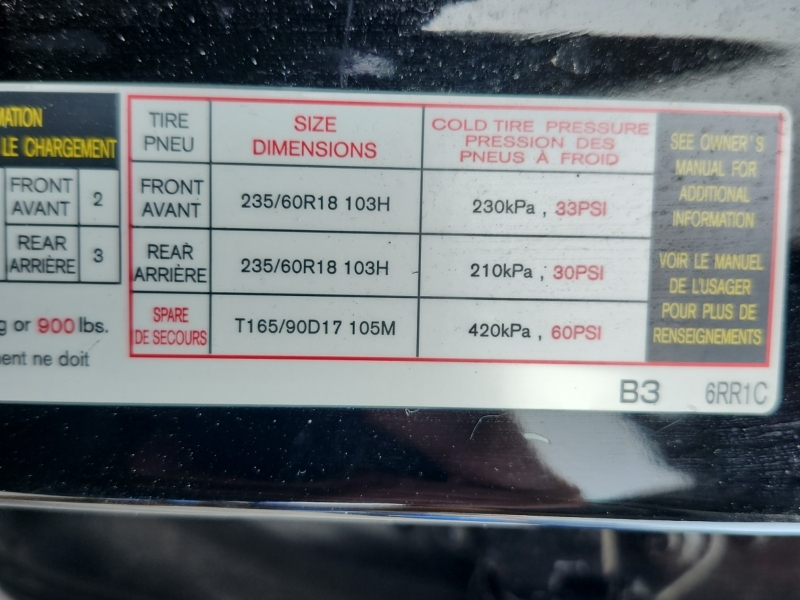 MATION
LE CHARGEMENT
FRONT
AVANT
2
REAR
ARRIÈRE
3
g or 900 lbs.
ment ne doit
TIRE
PNEU
SIZE
DIMENSIONS
COLD TIRE PRESSURE
PRESSION DES
PNEUS À FROID
FRONT
AVANT
235/60R18 103H
230kPa , 33PSI
REAR
ARRIÈRE
235/60R18 103H
210kPa , 30PSI
SPARE
DE SECOURS
T165/90D17 105M
420kPa , 60PSI
SEE OWNER'S
MANUAL FOR
ADDITIONAL
INFORMATION
VOIR LE MANUEL
DE L'USAGER
POUR PLUS DE
RENSEIGNEMENTS
B3 6RR1C